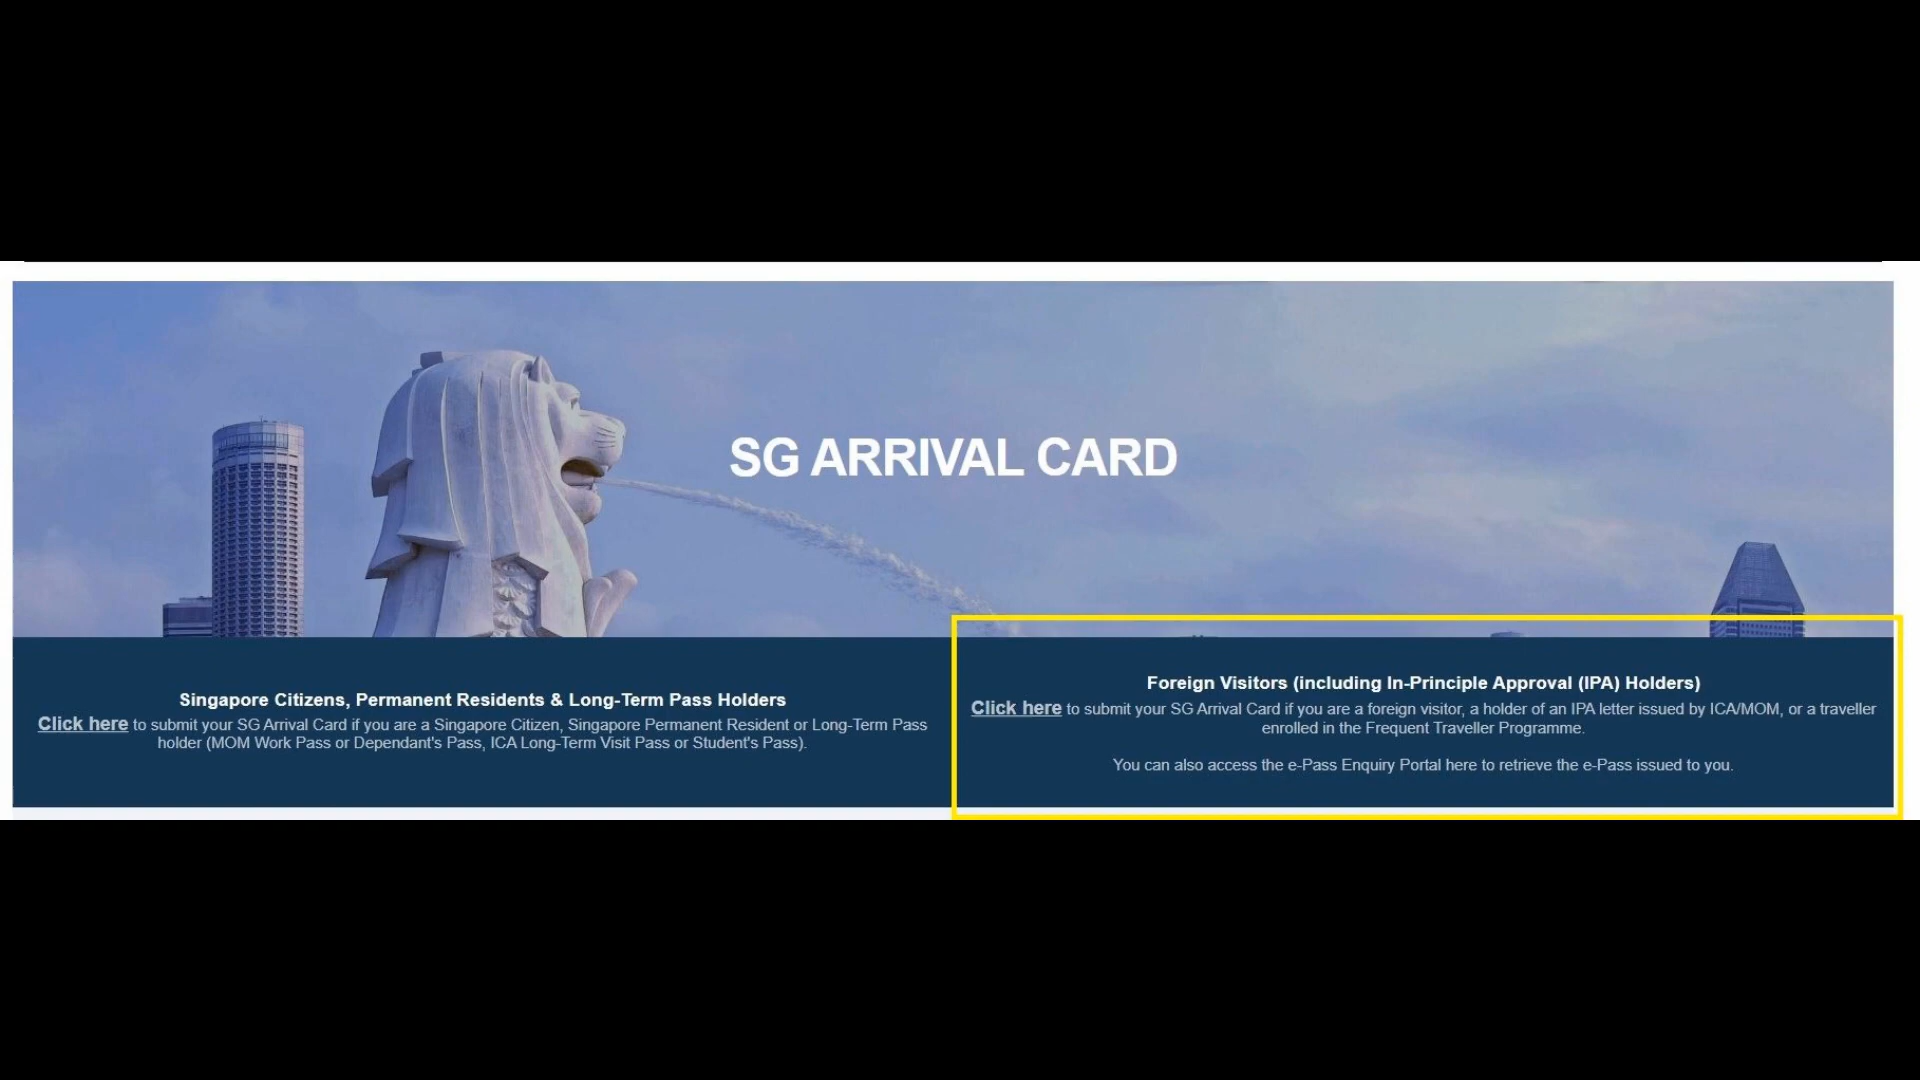 SG ARRIVAL CARD
Singapore Citizens, Permanent Residents & Long-Term Pass Holders
Click here to submit your SG Arrival Card if you are a Singapore Citizen, Singapore Permanent Resident or Long-Term Pass
holder (MOM Work Pass or Dependant's Pass, ICA Long-Term Visit Pass or Student's Pass).
Foreign Visitors (including In-Principle Approval (IPA) Holders)
Click here to submit your SG Arrival Card if you are a foreign visitor, a holder of an IPA letter issued by ICA/MOM, or a traveller
enrolled in the Frequent Traveller Programme.
You can also access the e-Pass Enquiry Portal here to retrieve the e-Pass issued to you.